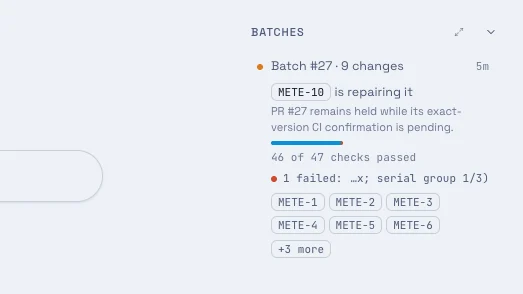 BATCHES
Batch #27 · 9 changes 5m
METE-10 is repairing it
PR #27 remains held while its exact-
version CI confirmation is pending.
46 of 47 checks passed
1 failed: …x; serial group 1/3)
METE-1 METE-2 METE-3
METE-4 METE-5 METE-6
+3 more